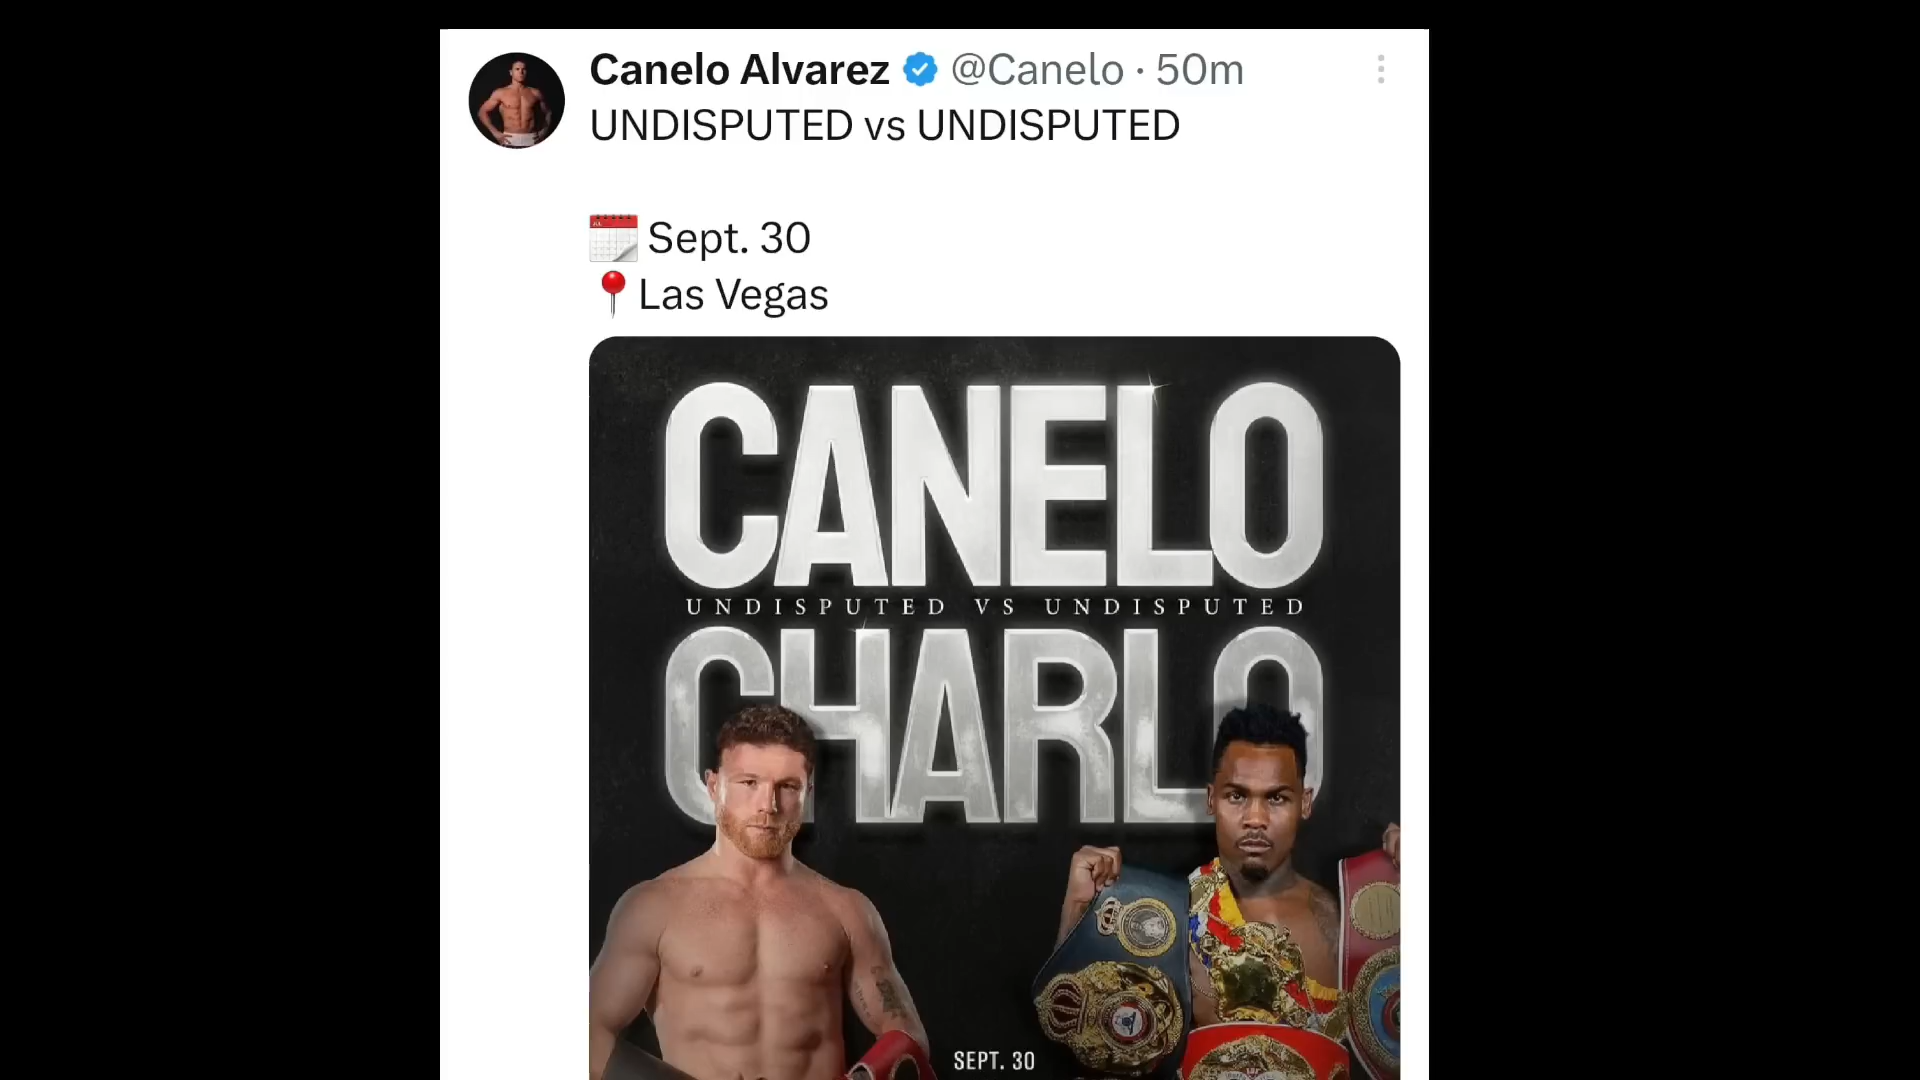 Canelo Alvarez @Canelo · 50m
UNDISPUTED vs UNDISPUTED
Sept. 30
Las Vegas
CANELO
UNDISPUTED VS UNDISPUTED
CHARLO
SEPT. 30